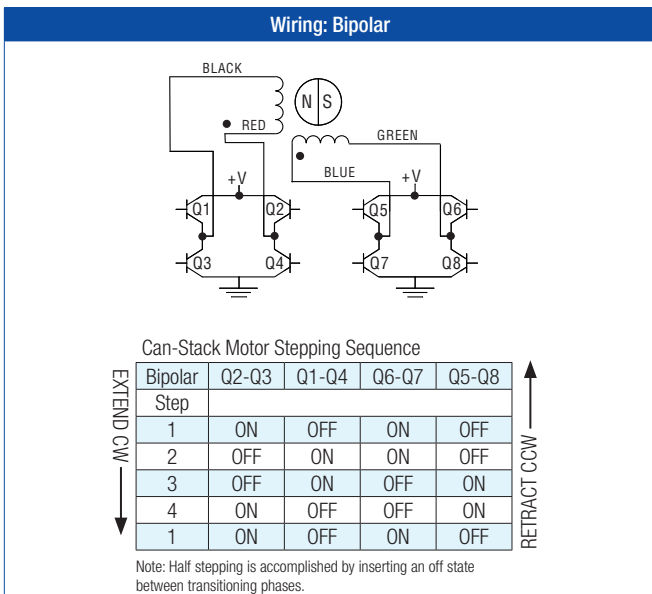 Wiring: Bipolar
BLACK
N S
RED
GREEN
BLUE
+V +V
Q1 Q2 Q5 Q6
Q3 Q4 Q7 Q8
Can-Stack Motor Stepping Sequence
EXTEND CW
Bipolar Q2-Q3 Q1-Q4 Q6-Q7 Q5-Q8
Step
1 ON OFF ON OFF
2 OFF ON ON OFF
3 OFF ON OFF ON
4 ON OFF OFF ON
1 ON OFF ON OFF
RETRACT CCW
Note: Half stepping is accomplished by inserting an off state
between transitioning phases.